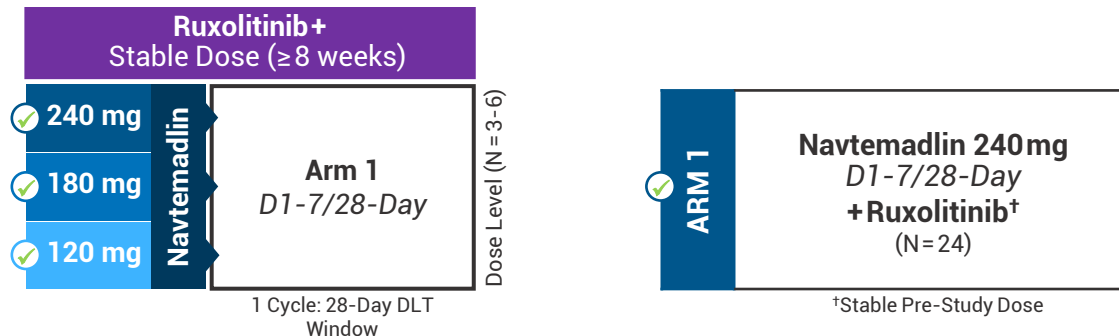 Ruxolitinib+
Stable Dose (≥8 weeks)
240 mg
180 mg
120 mg
Navtemadlin
Arm 1
D1-7/28-Day
Dose Level (N=3-6)
1 Cycle: 28-Day DLT
Window
ARM 1
Navtemadlin 240mg
D1-7/28-Day
+Ruxolitinib†
(N=24)
†Stable Pre-Study Dose